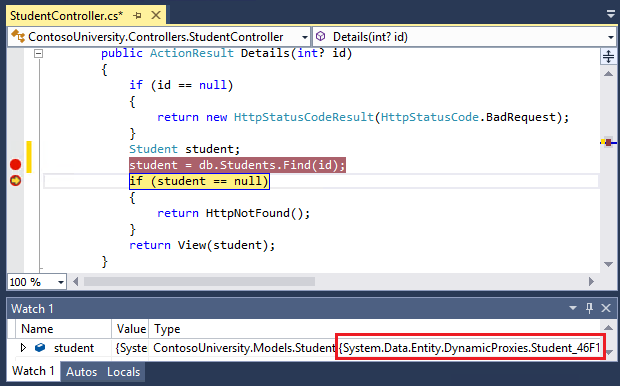 StudentController.cs*
ContosoUniversity.Controllers.StudentController Details(int? id)
public ActionResult Details(int? id)
{
if (id == null)
{
return new HttpStatusCodeResult(HttpStatusCode.BadRequest);
}
Student student;
student = db.Students.Find(id);
if (student == null)
{
return HttpNotFound();
}
return View(student);
}
100 %
Watch 1
Name Value Type
student {Syste ContosoUniversity.Models.Student {System.Data.Entity.DynamicProxies.Student_46F1
Watch 1 Autos Locals